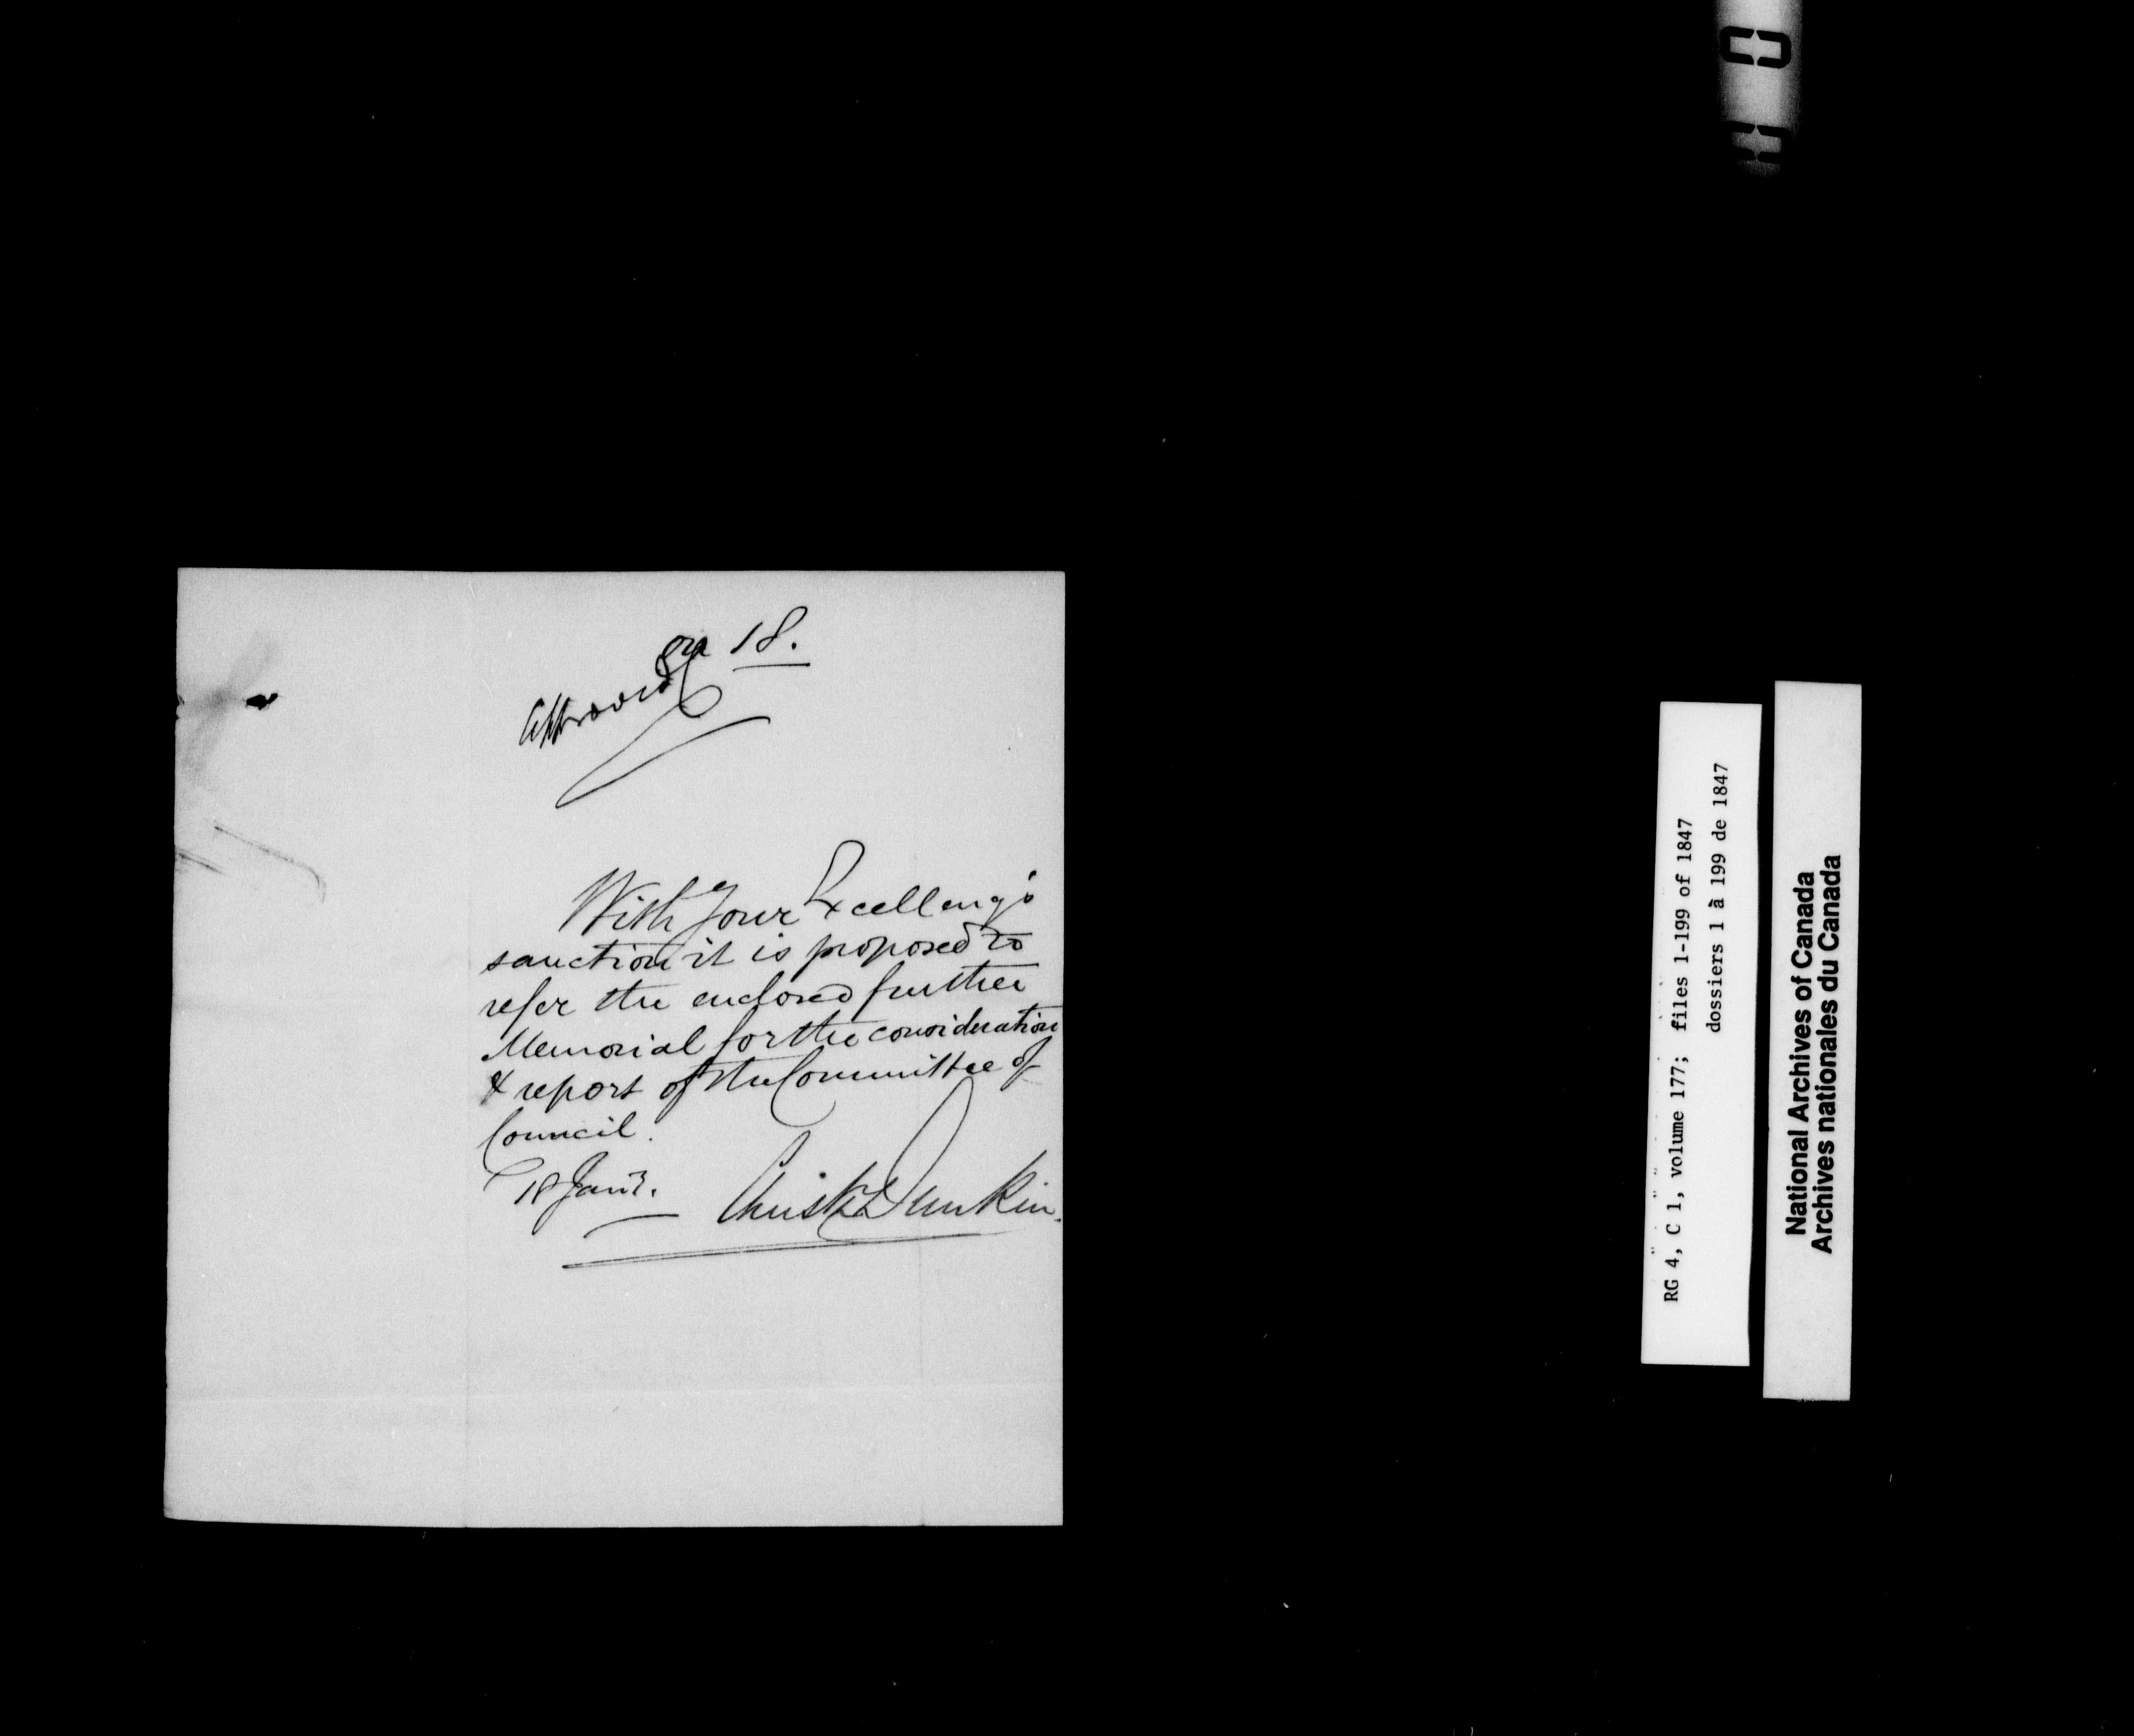 18.
Approved
With Your Excellency's
sanction it is proposed to
refer the enclosed further
Memorial for the consideration
& report of the Committee of
Council.
18 Jany.
Christr Dunkin.
RG 4, C 1, volume 177; files 1-199 of 1847
dossiers 1 à 199 de 1847
National Archives of Canada
Archives nationales du Canada